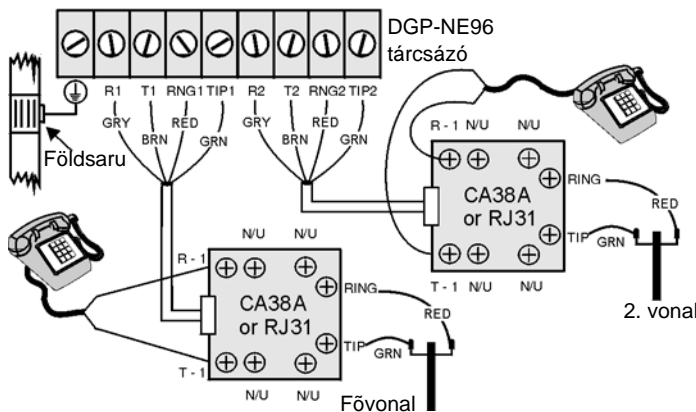 DGP-NE96
tárcsázó
R1 T1 RNG1 TIP1 R2 T2 RNG2 TIP2
GRY BRN RED GRN GRY BRN RED GRN
Földsaru
R - 1 N/U N/U
CA38A
or RJ31
RING
RED
TIP
GRN
T - 1 N/U N/U
2. vonal
N/U N/U
R - 1
CA38A
or RJ31
RING
RED
TIP
GRN
T - 1
N/U N/U
Fõvonal